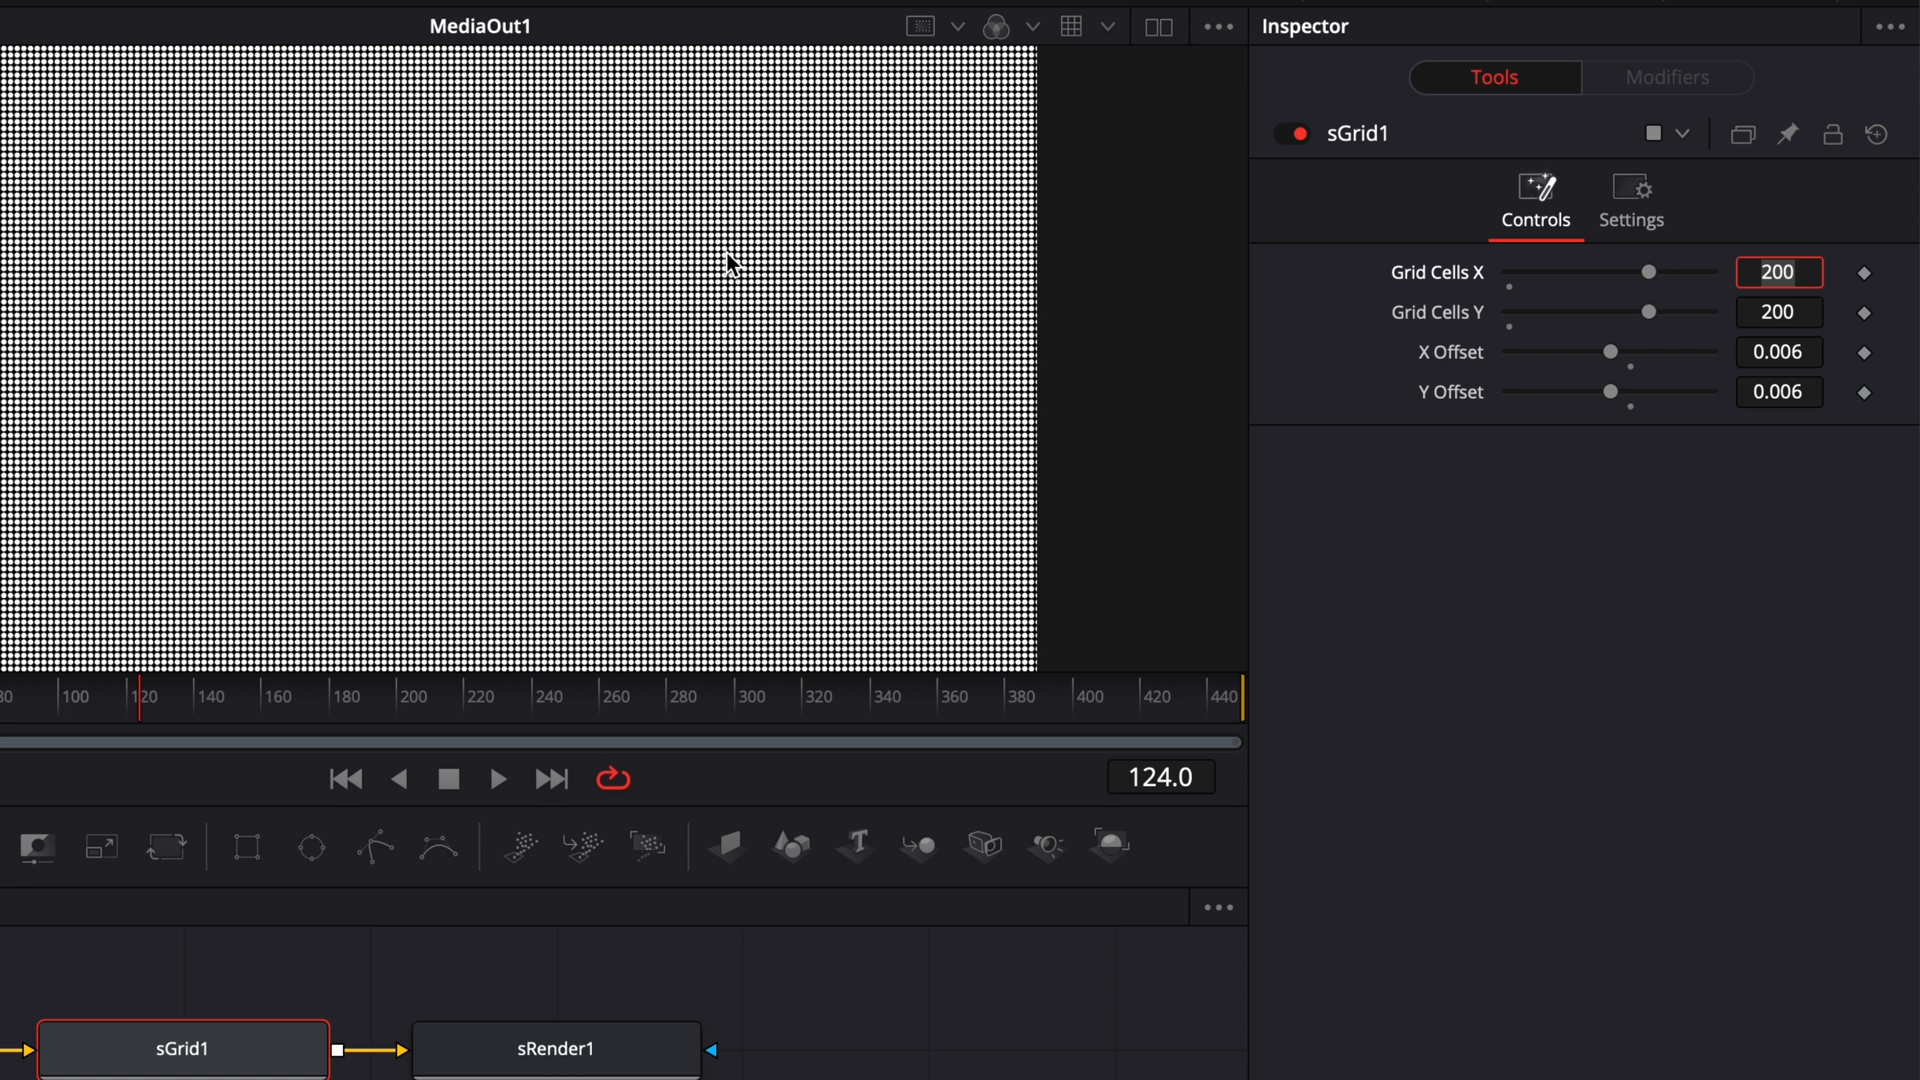 MediaOut1
Inspector
Tools
Modifiers
sGrid1
Controls
Settings
Grid Cells X
200
Grid Cells Y
200
X Offset
0.006
Y Offset
0.006
80 100 120 140 160 180 200 220 240 260 280 300 320 340 360 380 400 420 440
124.0
T
sGrid1
sRender1